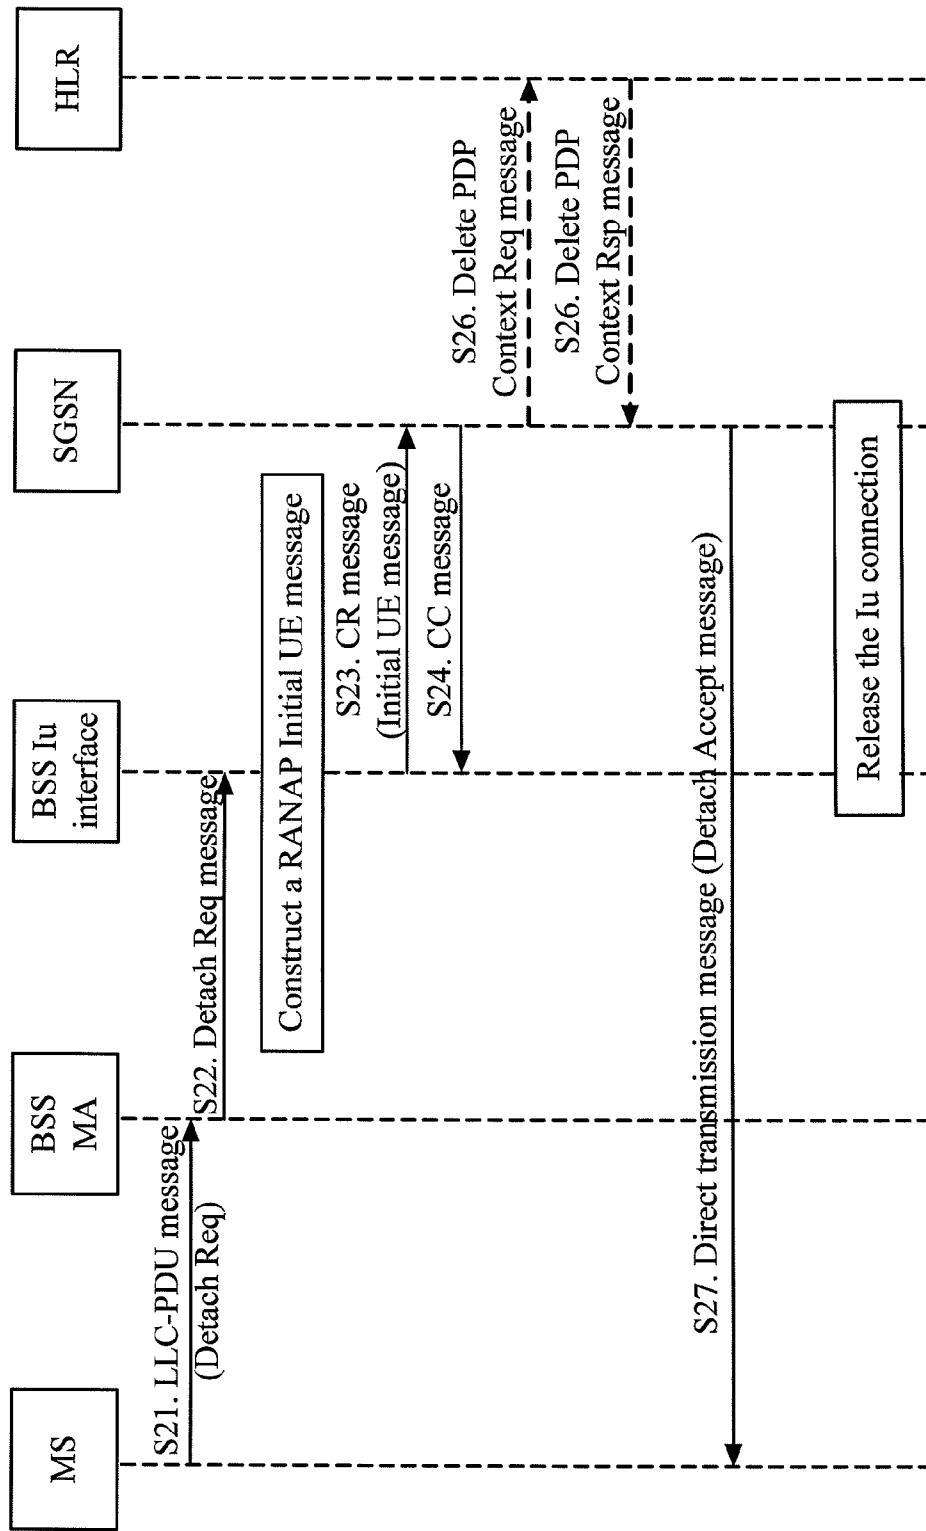 MS
BSS
MA
BSS Iu
interface
SGSN
HLR
S21. LLC-PDU message
(Detach Req)
S22. Detach Req message
Construct a RANAP Initial UE message
S23. CR message
(Initial UE message)
S24. CC message
S26. Delete PDP
Context Req message
S26. Delete PDP
Context Rsp message
S27. Direct transmission message (Detach Accept message)
Release the Iu connection